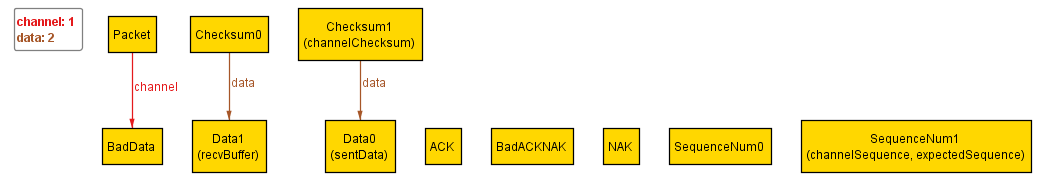 channel: 1
data: 2
Packet
Checksum0
Checksum1
(channelChecksum)
channel
data
data
BadData
Data1
(recvBuffer)
Data0
(sentData)
ACK
BadACKNAK
NAK
SequenceNum0
SequenceNum1
(channelSequence, expectedSequence)